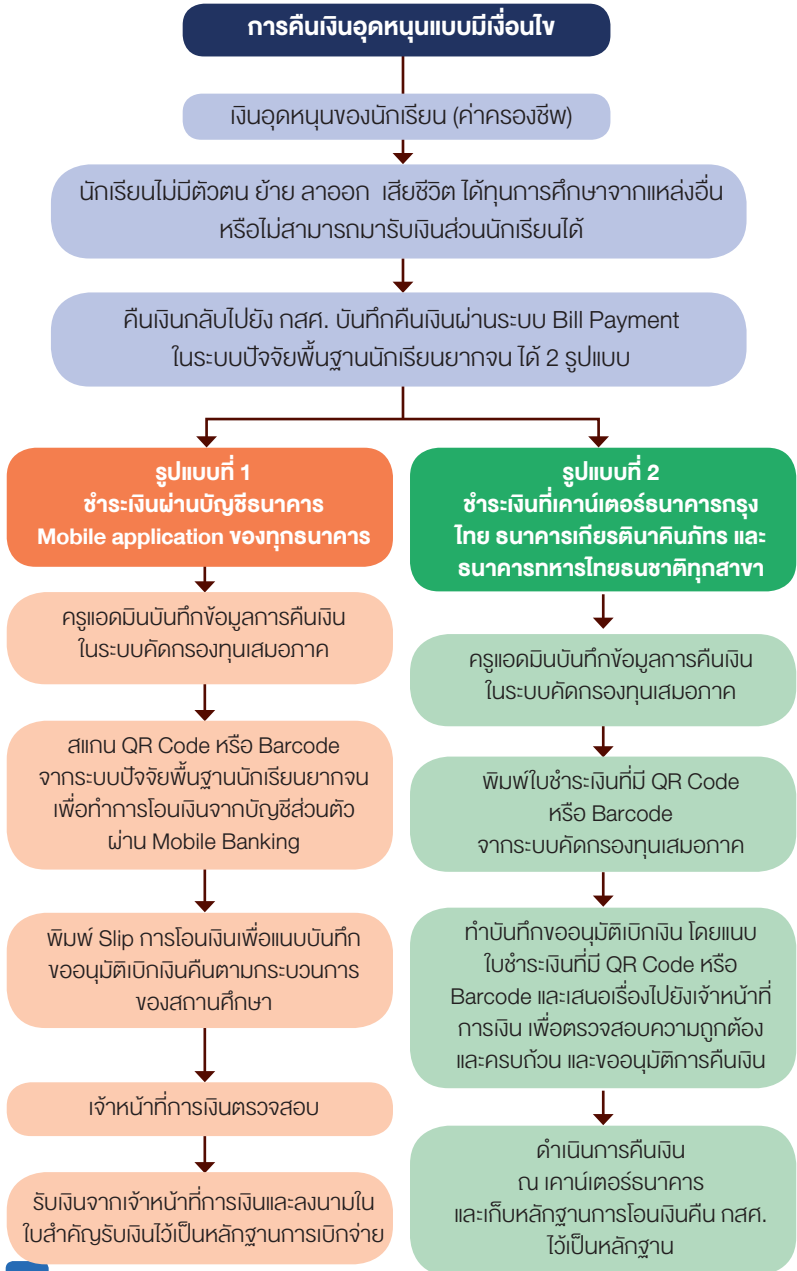 การคืนเงินอุดหนุนแบบมีเงื่อนไข
เงินอุดหนุนของนักเรียน (ค่าครองชีพ)
นักเรียนไม่มีตัวตน ย้าย ลาออก เสียชีวิต ได้ทุนการศึกษาจากแหล่งอื่น
หรือไม่สามารถมารับเงินส่วนนักเรียนได้
คืนเงินกลับไปยัง กสศ. บันทึกคืนเงินผ่านระบบ Bill Payment
ในระบบปัจจัยพื้นฐานนักเรียนยากจน ได้ 2 รูปแบบ
รูปแบบที่ 1
ชำระเงินผ่านบัญชีธนาคาร
Mobile application ของทุกธนาคาร
ครูแอดมินบันทึกข้อมูลการคืนเงิน
ในระบบคัดกรองทุนเสมอภาค
สแกน QR Code หรือ Barcode
จากระบบปัจจัยพื้นฐานนักเรียนยากจน
เพื่อทำการโอนเงินจากบัญชีส่วนตัว
ผ่าน Mobile Banking
พิมพ์ Slip การโอนเงินเพื่อแนบบันทึก
ขออนุมัติเบิกเงินคืนตามกระบวนการ
ของสถานศึกษา
เจ้าหน้าที่การเงินตรวจสอบ
รับเงินจากเจ้าหน้าที่การเงินและลงนามใน
ใบสำคัญรับเงินไว้เป็นหลักฐานการเบิกจ่าย
รูปแบบที่ 2
ชำระเงินที่เคาน์เตอร์ธนาคารกรุง
ไทย ธนาคารเกียรตินาคินภัทร และ
ธนาคารทหารไทยธนชาติทุกสาขา
ครูแอดมินบันทึกข้อมูลการคืนเงิน
ในระบบคัดกรองทุนเสมอภาค
พิมพ์ใบชำระเงินที่มี QR Code
หรือ Barcode
จากระบบคัดกรองทุนเสมอภาค
ทำบันทึกขออนุมัติเบิกเงิน โดยแนบ
ใบชำระเงินที่มี QR Code หรือ
Barcode และเสนอเรื่องไปยังเจ้าหน้าที่
การเงิน เพื่อตรวจสอบความถูกต้อง
และครบถ้วน และขออนุมัติการคืนเงิน
ดำเนินการคืนเงิน
ณ เคาน์เตอร์ธนาคาร
และเก็บหลักฐานการโอนเงินคืน กสศ.
ไว้เป็นหลักฐาน